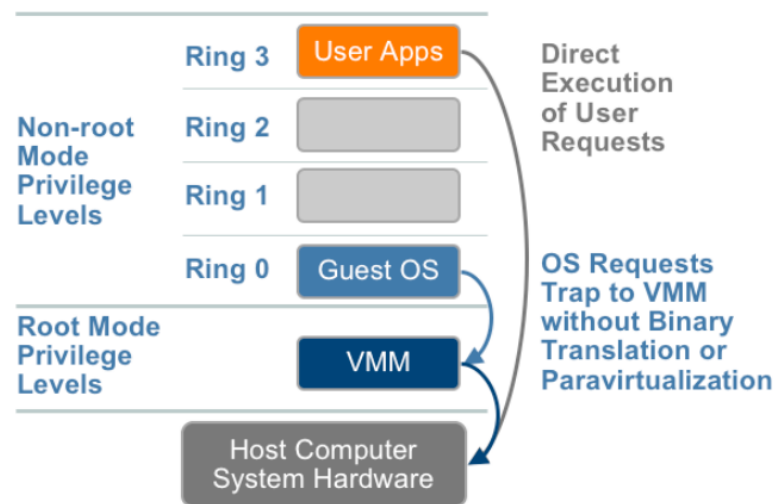 Ring 3
User Apps
Direct
Execution
of User
Requests
Non-root
Mode
Privilege
Levels
Ring 2
Ring 1
Ring 0
Guest OS
OS Requests
Trap to VMM
without Binary
Translation or
Paravirtualization
Root Mode
Privilege
Levels
VMM
Host Computer
System Hardware